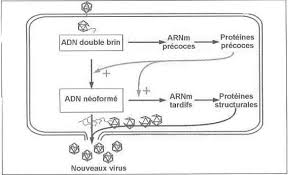 ADN double brin
ARNm
précoces
Protéines
précoces
+
+
ADN néoformé
ARNm
tardifs
Protéines
structurales
Nouveaux virus